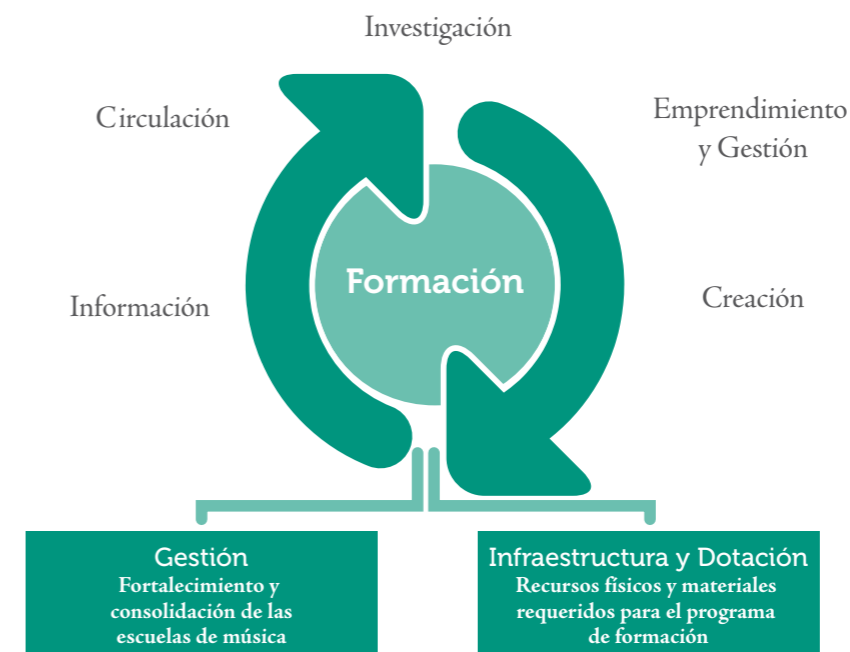 Investigación
Circulación
Emprendimiento
y Gestión
Información
Formación
Creación
Gestión
Fortalecimiento y
consolidación de las
escuelas de música
Infraestructura y Dotación
Recursos físicos y materiales
requeridos para el programa
de formación